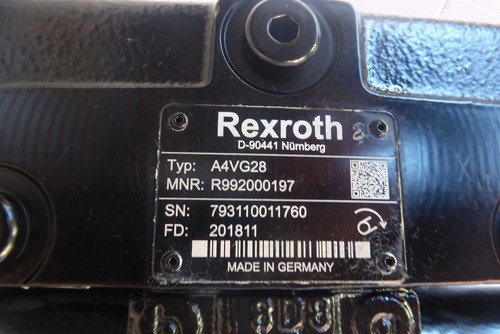 Rexroth
D-90441 Nürnberg
Typ: A4VG28
MNR: R992000197
SN: 793110011760
FD: 201811
MADE IN GERMANY